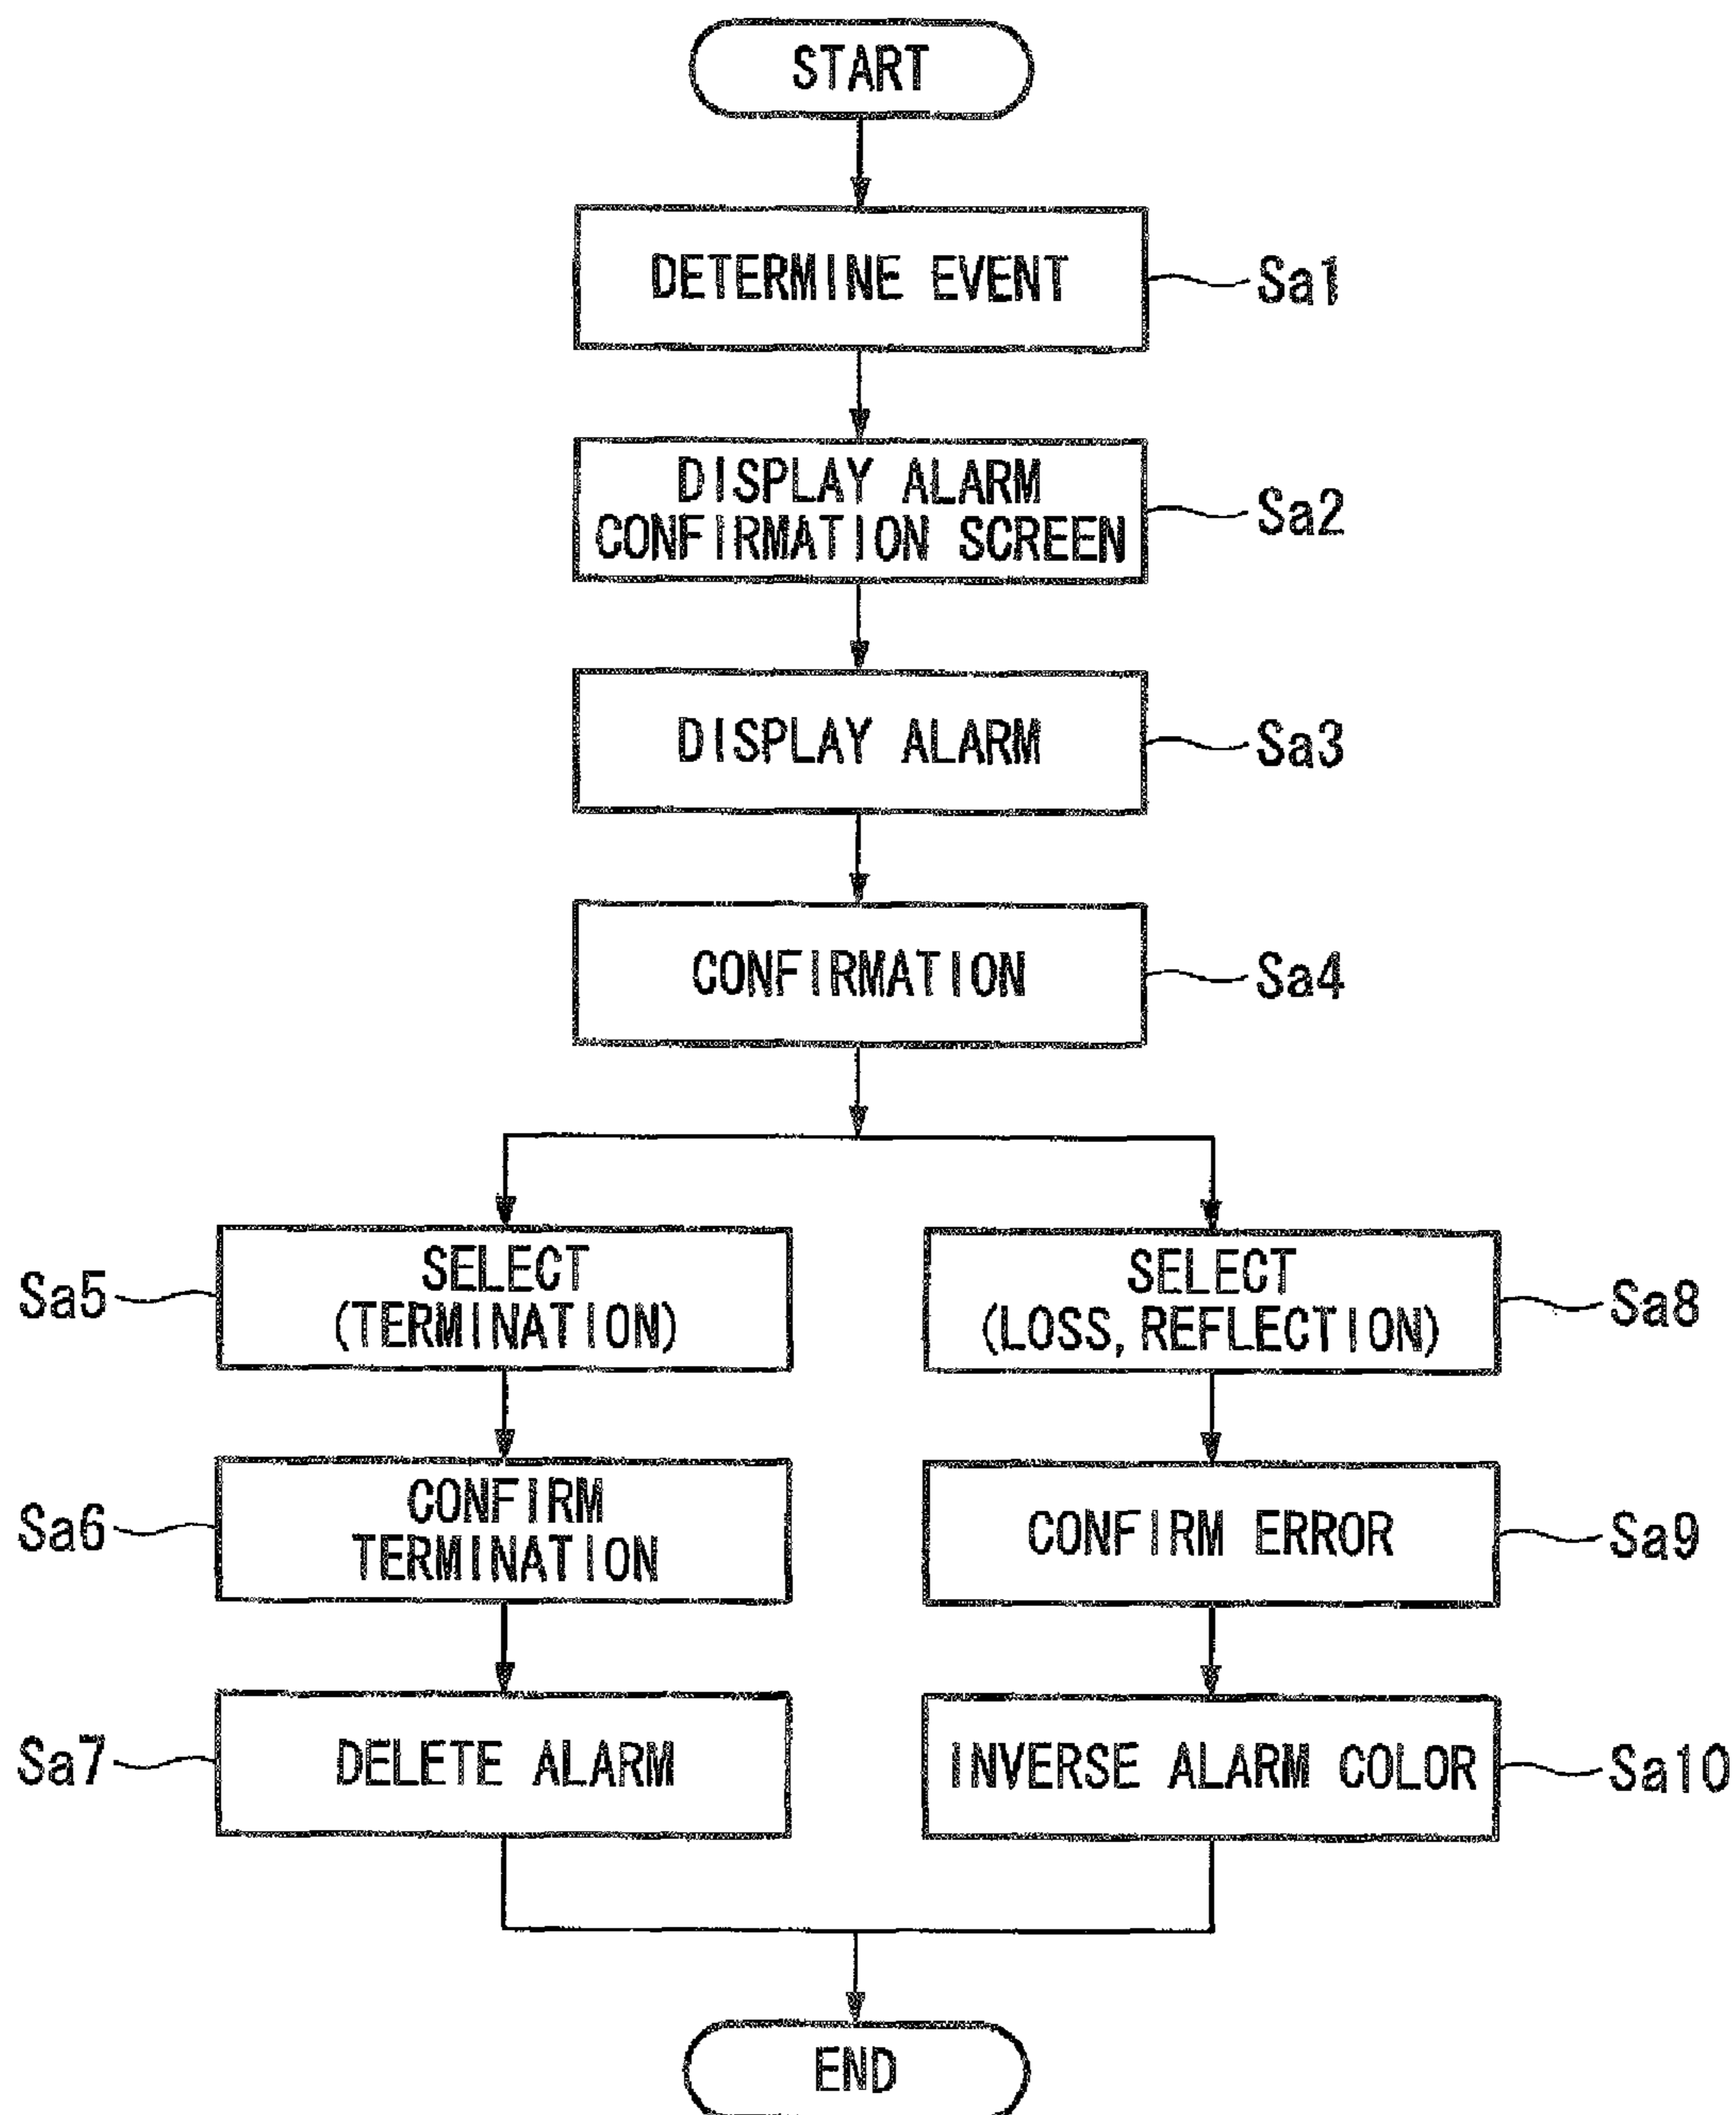 START
DETERMINE EVENT
Sa1
DISPLAY ALARM
CONFIRMATION SCREEN
Sa2
DISPLAY ALARM
Sa3
CONFIRMATION
Sa4
Sa5
SELECT
(TERMINATION)
SELECT
(LOSS, REFLECTION)
Sa8
Sa6
CONFIRM
TERMINATION
CONFIRM ERROR
Sa9
Sa7
DELETE ALARM
INVERSE ALARM COLOR
Sa10
END